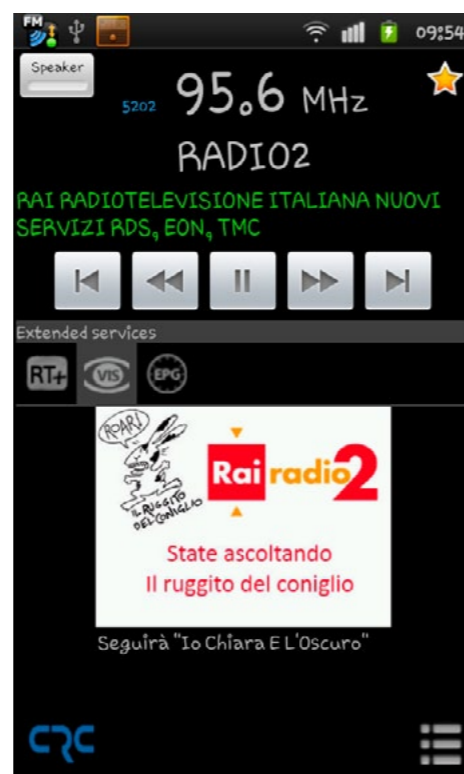 FM
09:54
Speaker
5202 95.6 MHz
RADIO2
RAI RADIOTELEVISIONE ITALIANA NUOVI
SERVIZI RDS, EON, TMC
Extended services
RT+ VIS EPG
ROAR!
IL RUGGITO
DEL CONIGLIO
Rai radio2
State ascoltando
Il ruggito del coniglio
Seguirà "Io Chiara E L'Oscuro"
CRC